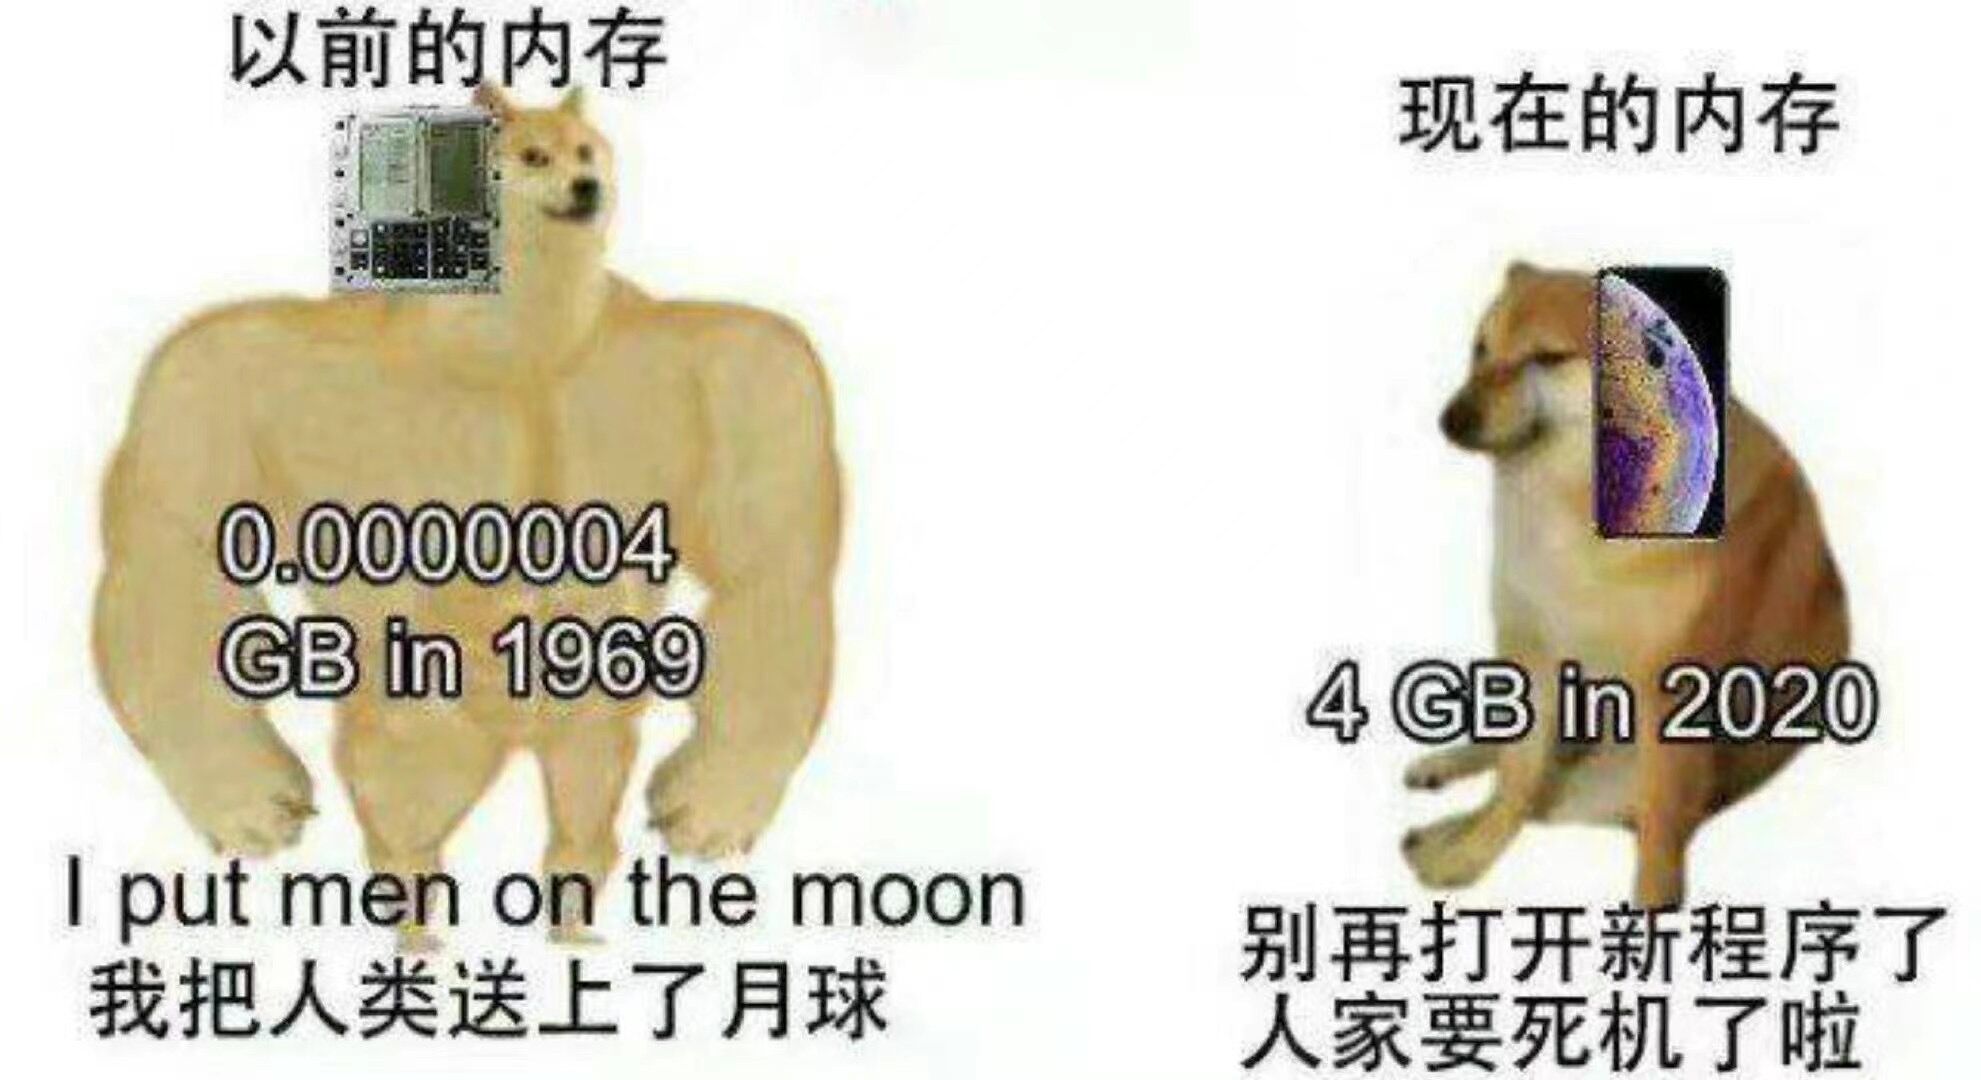 以前的内存
0.0000004
GB in 1969
I put men on the moon
我把人类送上了月球
现在的内存
4 GB in 2020
别再打开新程序了
人家要死机了啦